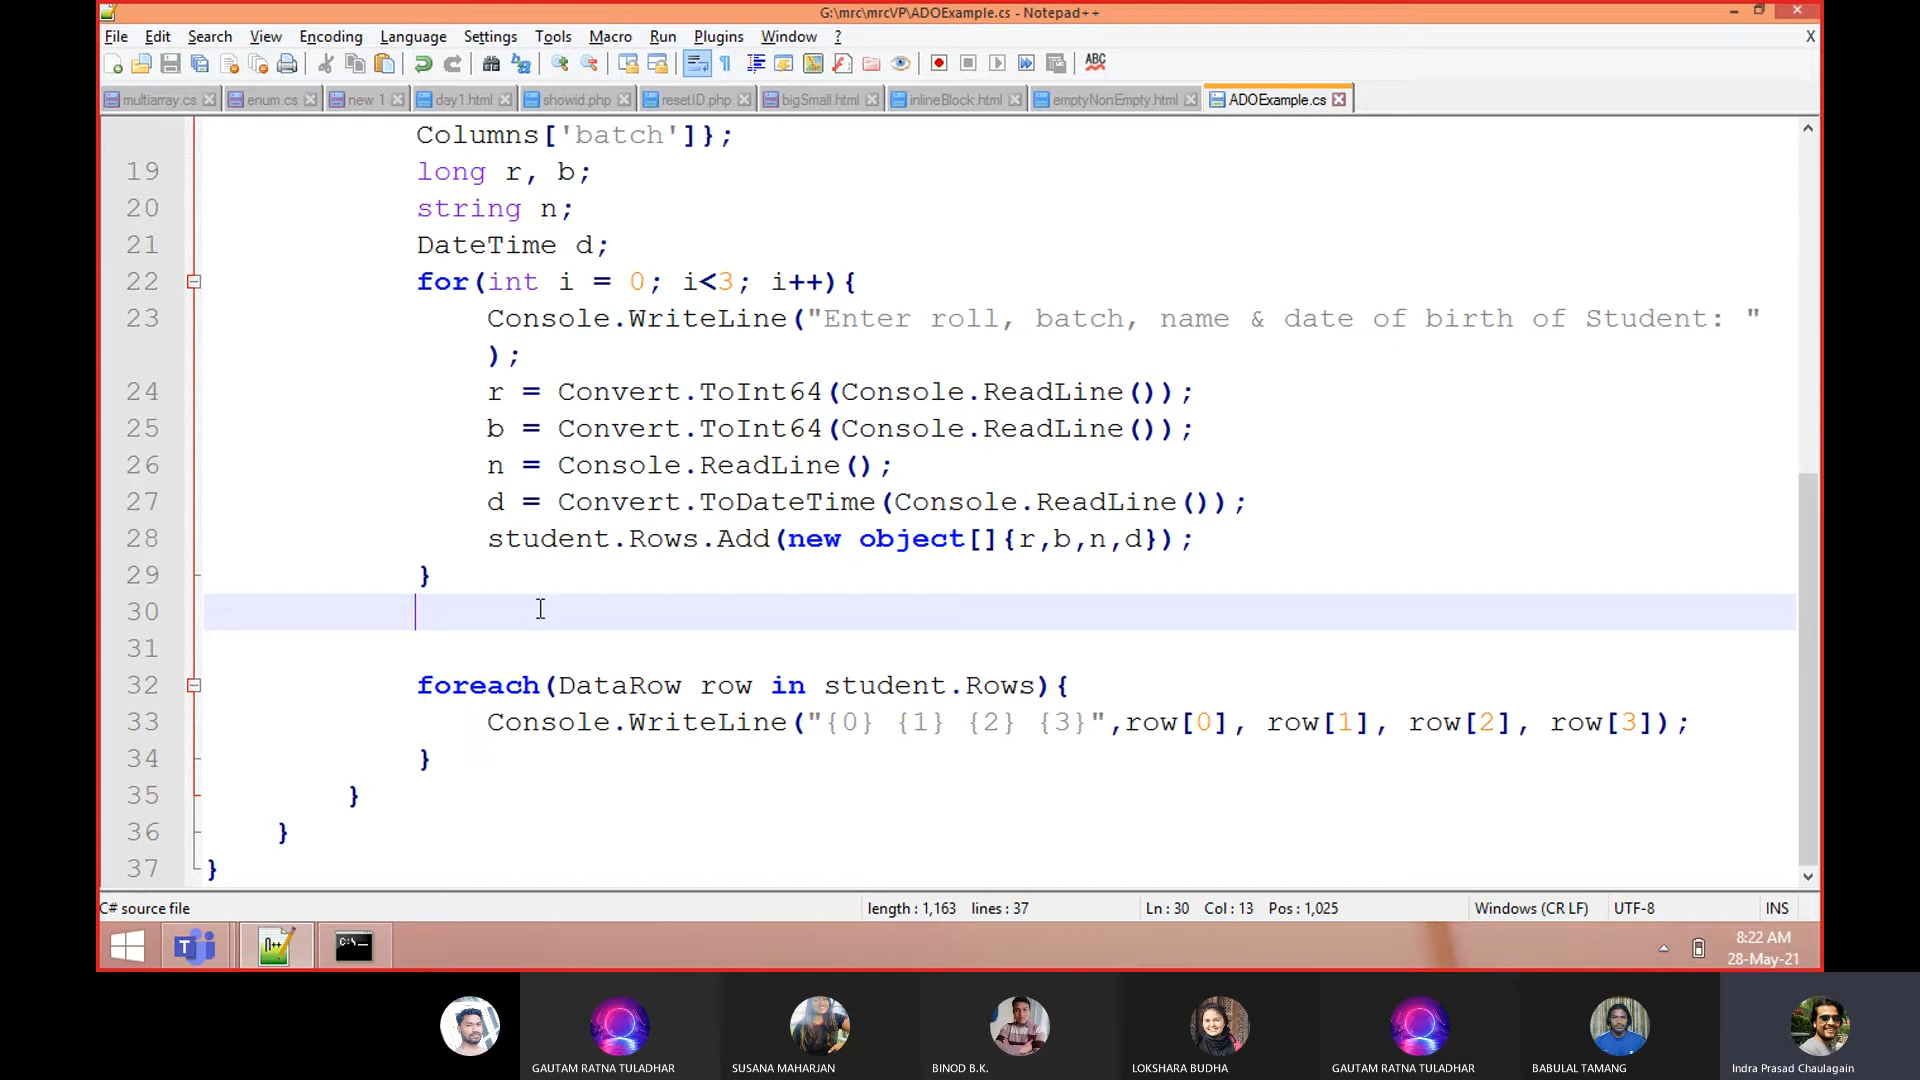 G:\mrc\mrcVP\ADOExample.cs - Notepad++
File Edit Search View Encoding Language Settings Tools Macro Run Plugins Window ? X
ABC
multiarray.cs enum.cs new 1 day1.html showid.php resetID.php bigSmall.html inlineBlock.html emptyNonEmpty.html ADOExample.cs
Columns['batch']};
19 long r, b;
20 string n;
21 DateTime d;
22 for(int i = 0; i<3; i++){
23 Console.WriteLine("Enter roll, batch, name & date of birth of Student: "
);
24 r = Convert.ToInt64(Console.ReadLine());
25 b = Convert.ToInt64(Console.ReadLine());
26 n = Console.ReadLine();
27 d = Convert.ToDateTime(Console.ReadLine());
28 student.Rows.Add(new object[]{r,b,n,d});
29 }
30
31
32 foreach(DataRow row in student.Rows){
33 Console.WriteLine("{0} {1} {2} {3}",row[0], row[1], row[2], row[3]);
34 }
35 }
36 }
37 }
C# source file length : 1,163 lines : 37 Ln : 30 Col : 13 Pos : 1,025 Windows (CR LF) UTF-8 INS
8:22 AM
28-May-21
GAUTAM RATNA TULADHAR SUSANA MAHARJAN BINOD B.K. LOKSHARA BUDHA GAUTAM RATNA TULADHAR BABULAL TAMANG Indra Prasad Chaulagain